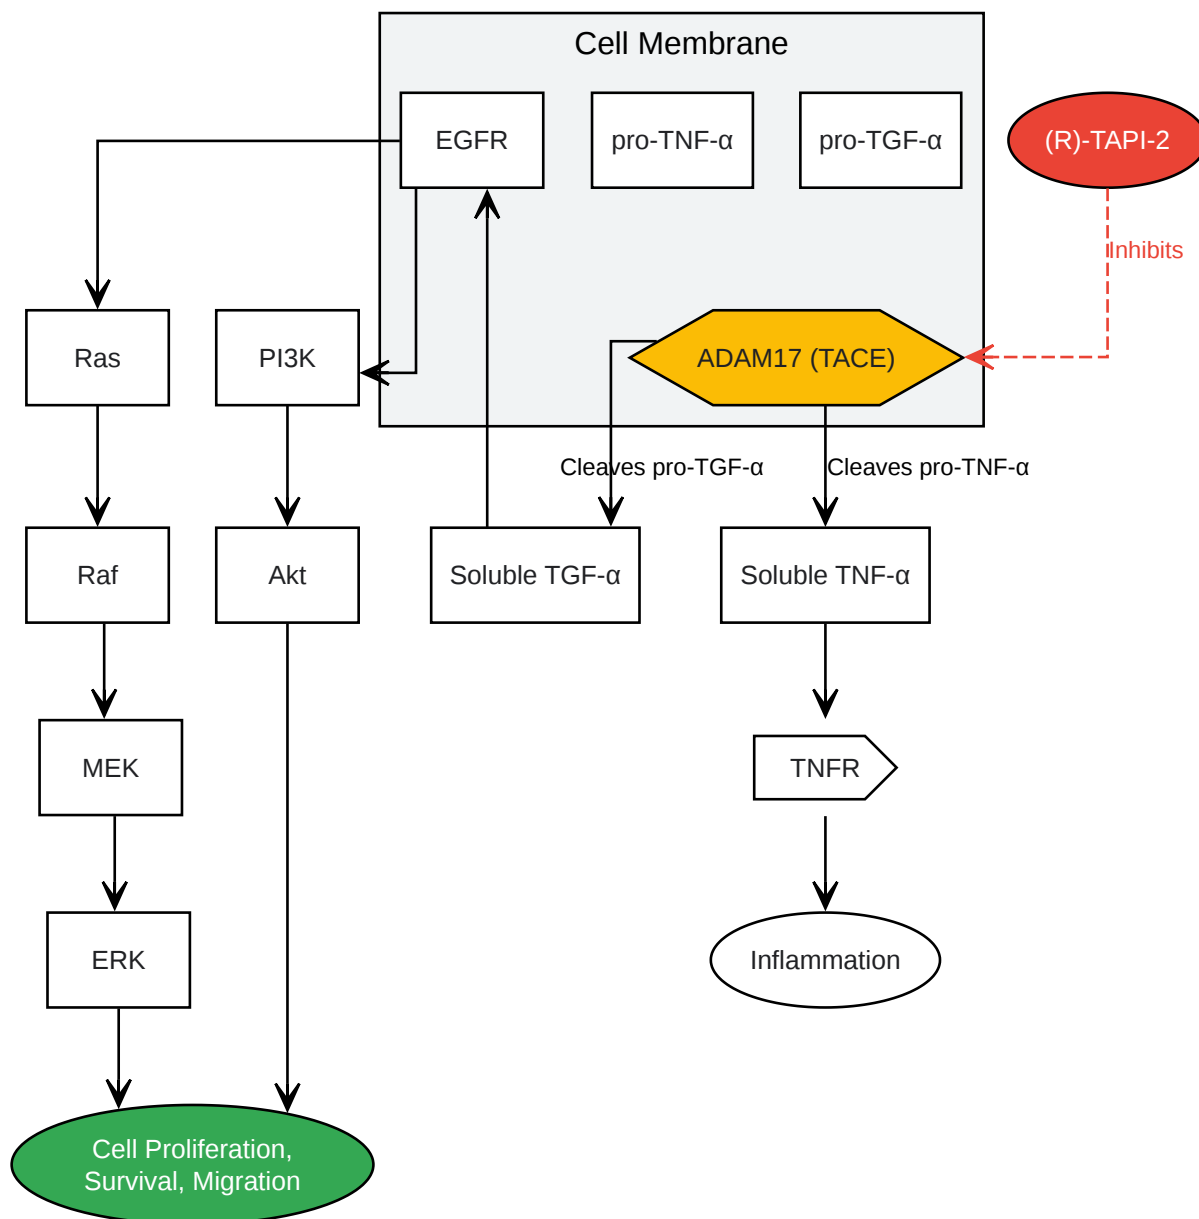 Cell Membrane
EGFR
pro-TNF-α
pro-TGF-α
(R)-TAPI-2
Inhibits
Ras
PI3K
ADAM17 (TACE)
Cleaves pro-TGF-α
Cleaves pro-TNF-α
Raf
Akt
Soluble TGF-α
Soluble TNF-α
MEK
TNFR
ERK
Inflammation
Cell Proliferation,
Survival, Migration